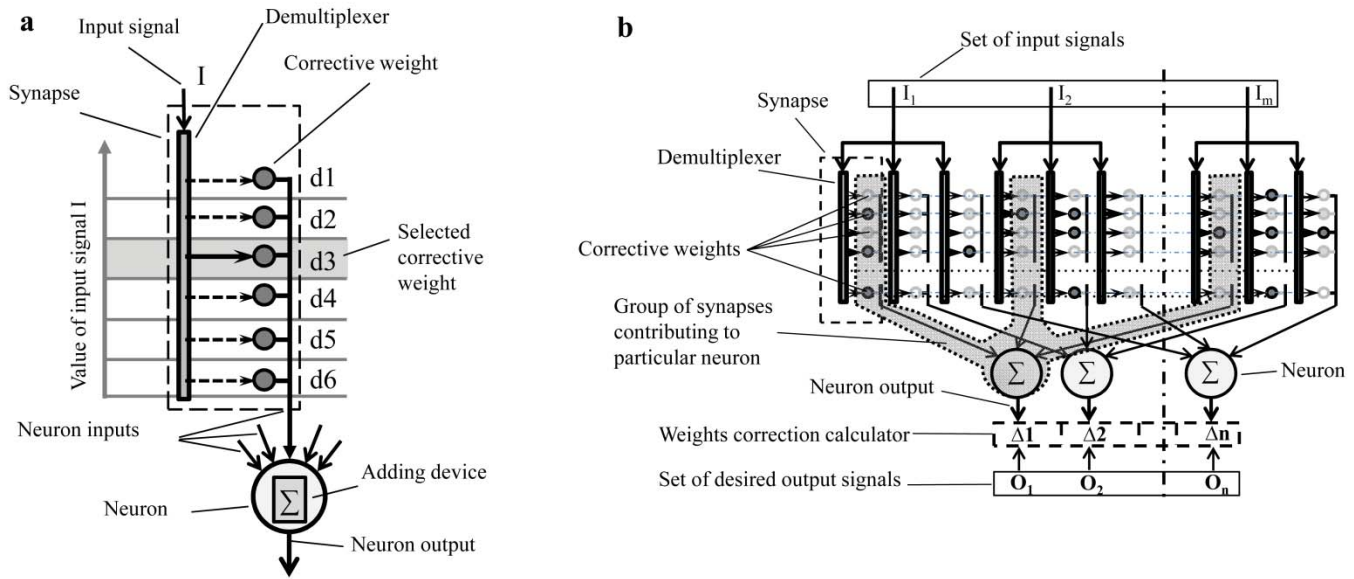 a
Input signal
Demultiplexer
I
Corrective weight
Synapse
Value of input signal I
d1
d2
d3
d4
d5
d6
Selected
corrective
weight
Neuron inputs
Adding device
Σ
Neuron
Neuron output
b
Set of input signals
I1 I2 Im
Synapse
Demultiplexer
Corrective weights
Group of synapses
contributing to
particular neuron
Σ Σ Σ
Neuron
Neuron output
Weights correction calculator
Δ1 Δ2 Δn
Set of desired output signals
O1 O2 On